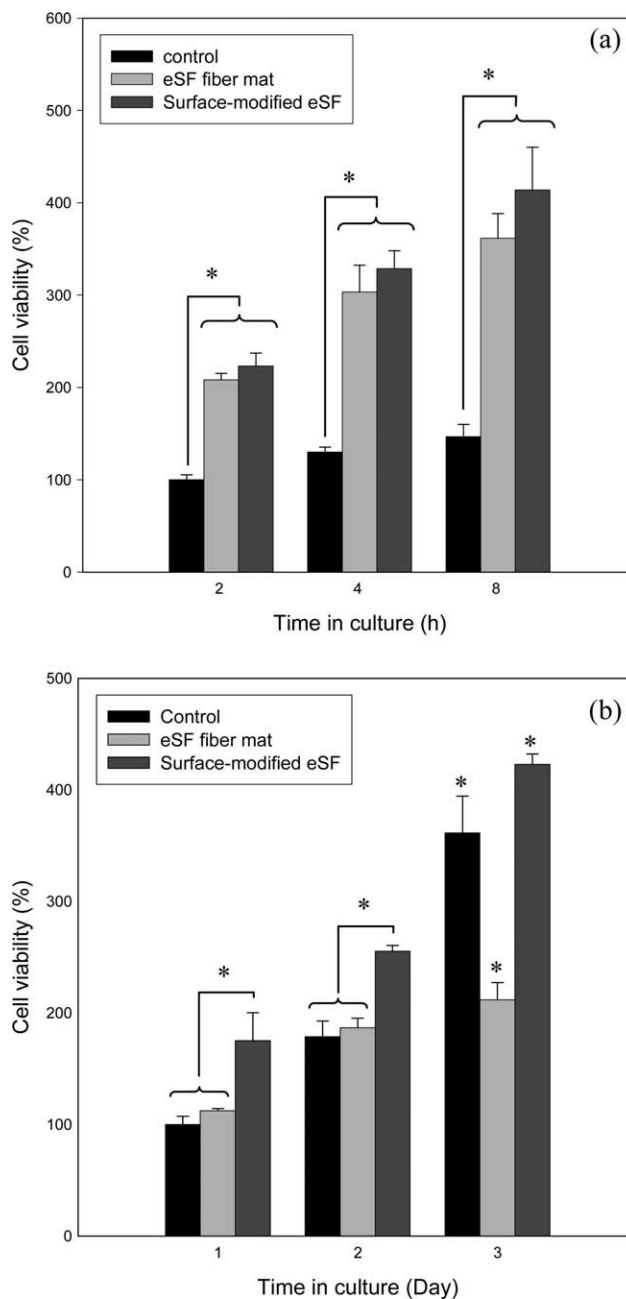 (a)
control
eSF fiber mat
Surface-modified eSF
Cell viability (%)
600
500
400
300
200
100
0
*
*
*
2 4 8
Time in culture (h)
(b)
Control
eSF fiber mat
Surface-modified eSF
Cell viability (%)
500
400
300
200
100
0
*
*
*
*
*
1 2 3
Time in culture (Day)